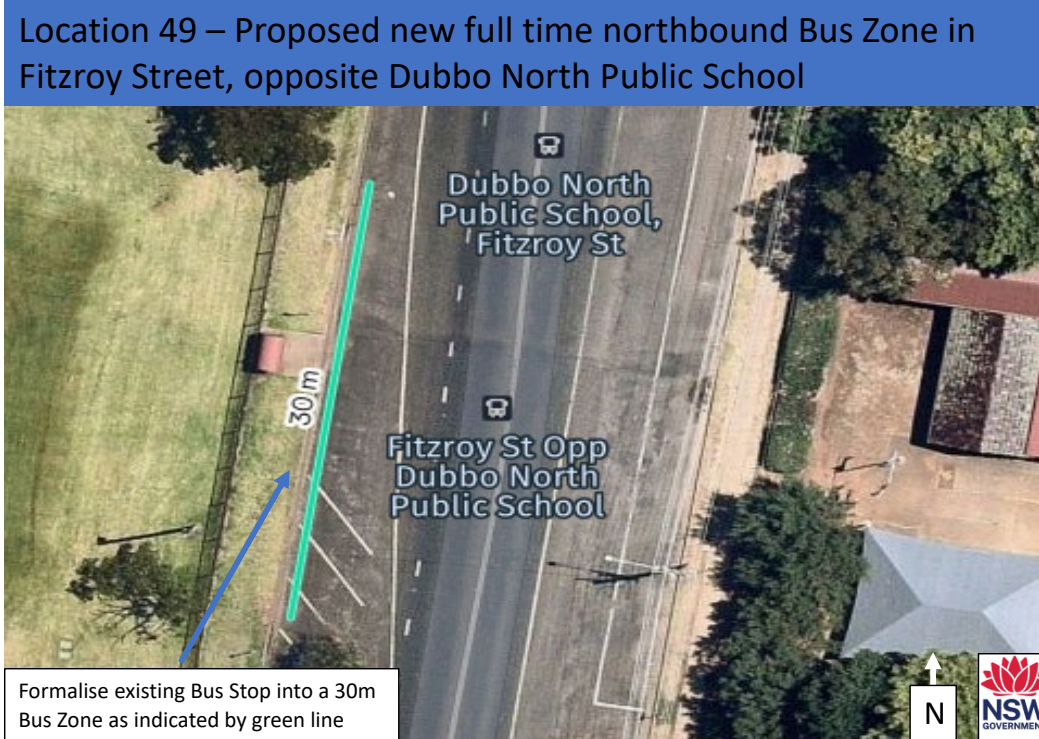 Location 49 – Proposed new full time northbound Bus Zone in
Fitzroy Street, opposite Dubbo North Public School
Dubbo North
Public School,
Fitzroy St
30 m
Fitzroy St Opp
Dubbo North
Public School
Formalise existing Bus Stop into a 30m
Bus Zone as indicated by green line
N
NSW
GOVERNMENT